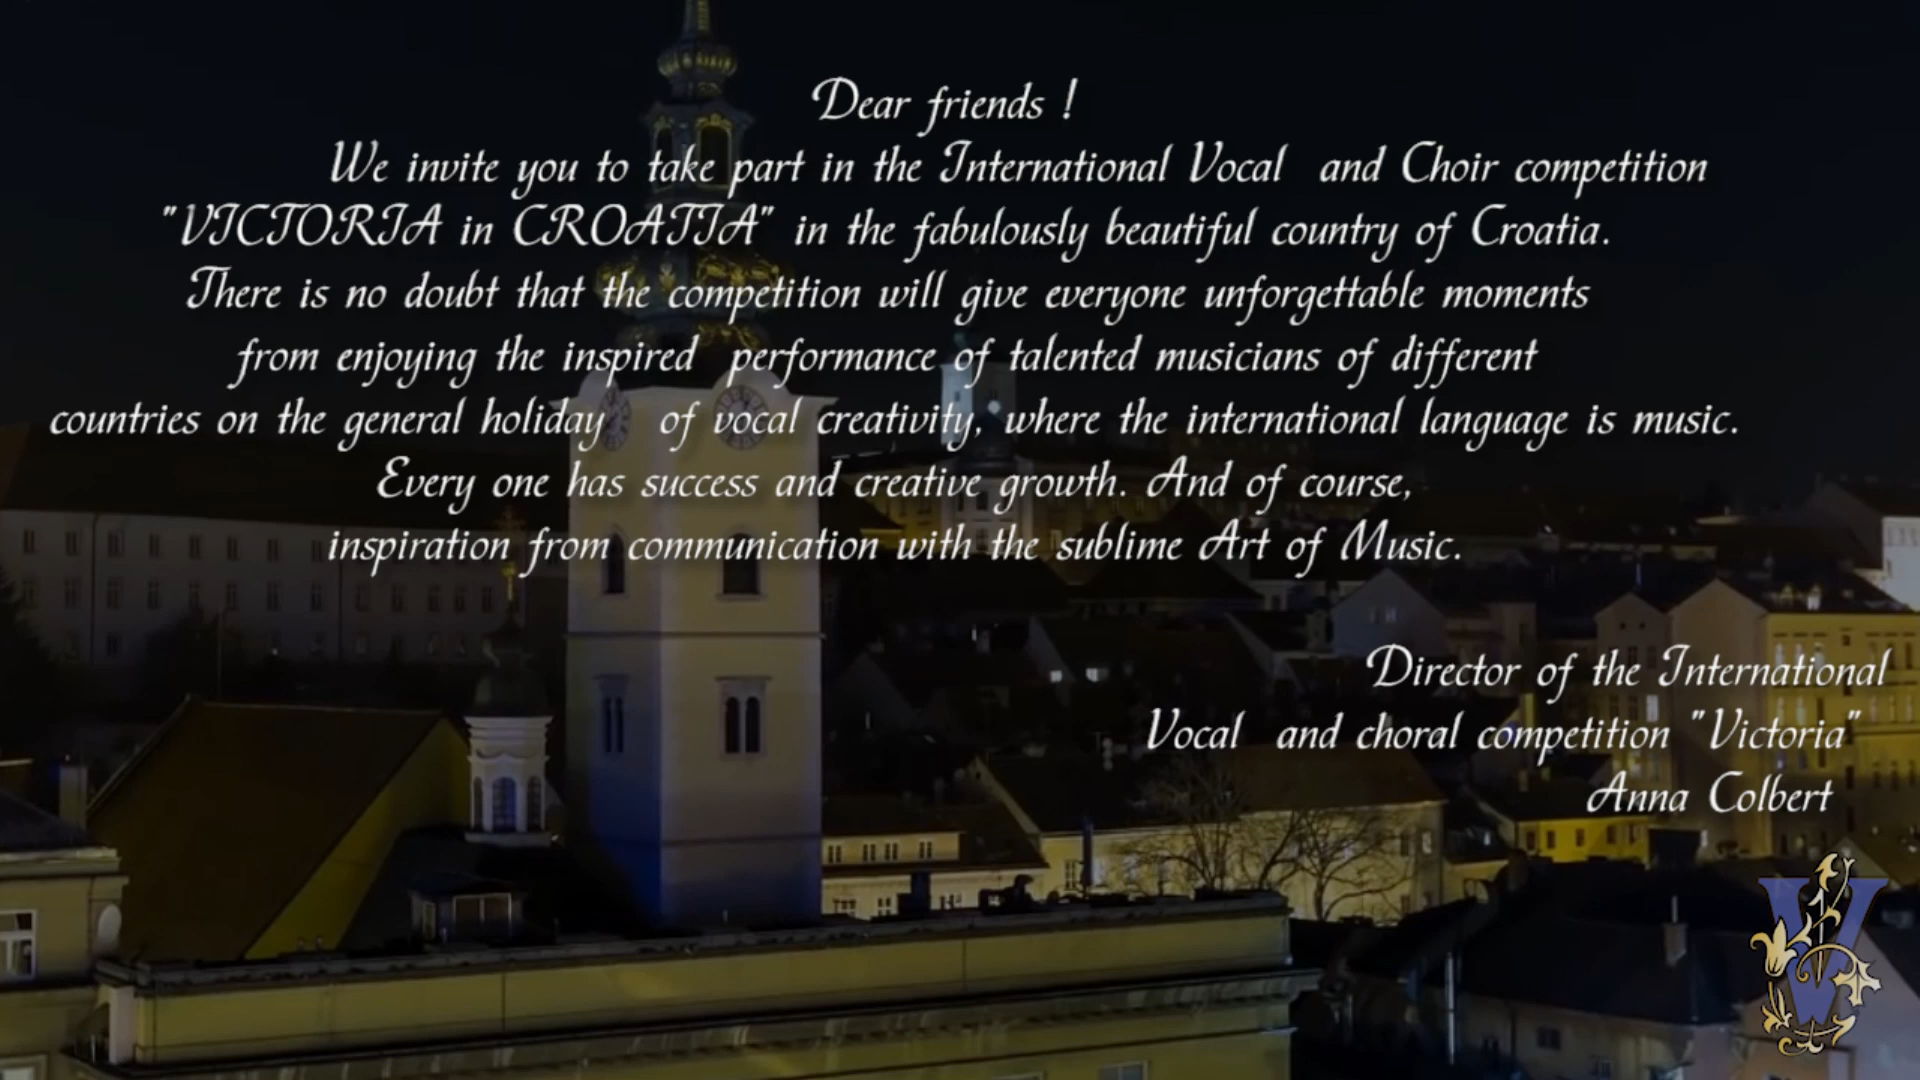 Dear friends !
We invite you to take part in the International Vocal and Choir competition
"VICTORIA in CROATIA" in the fabulously beautiful country of Croatia.
There is no doubt that the competition will give everyone unforgettable moments
from enjoying the inspired performance of talented musicians of different
countries on the general holiday of vocal creativity, where the international language is music.
Every one has success and creative growth. And of course,
inspiration from communication with the sublime Art of Music.
Director of the International
Vocal and choral competition "Victoria"
Anna Colbert
V